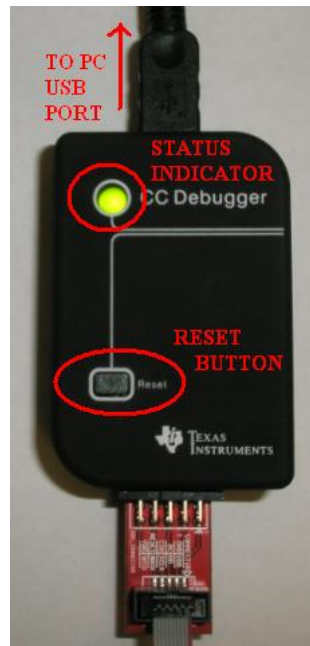 TO PC
USB
PORT
STATUS
INDICATOR
CC Debugger
RESET
BUTTON
Reset
TEXAS
INSTRUMENTS